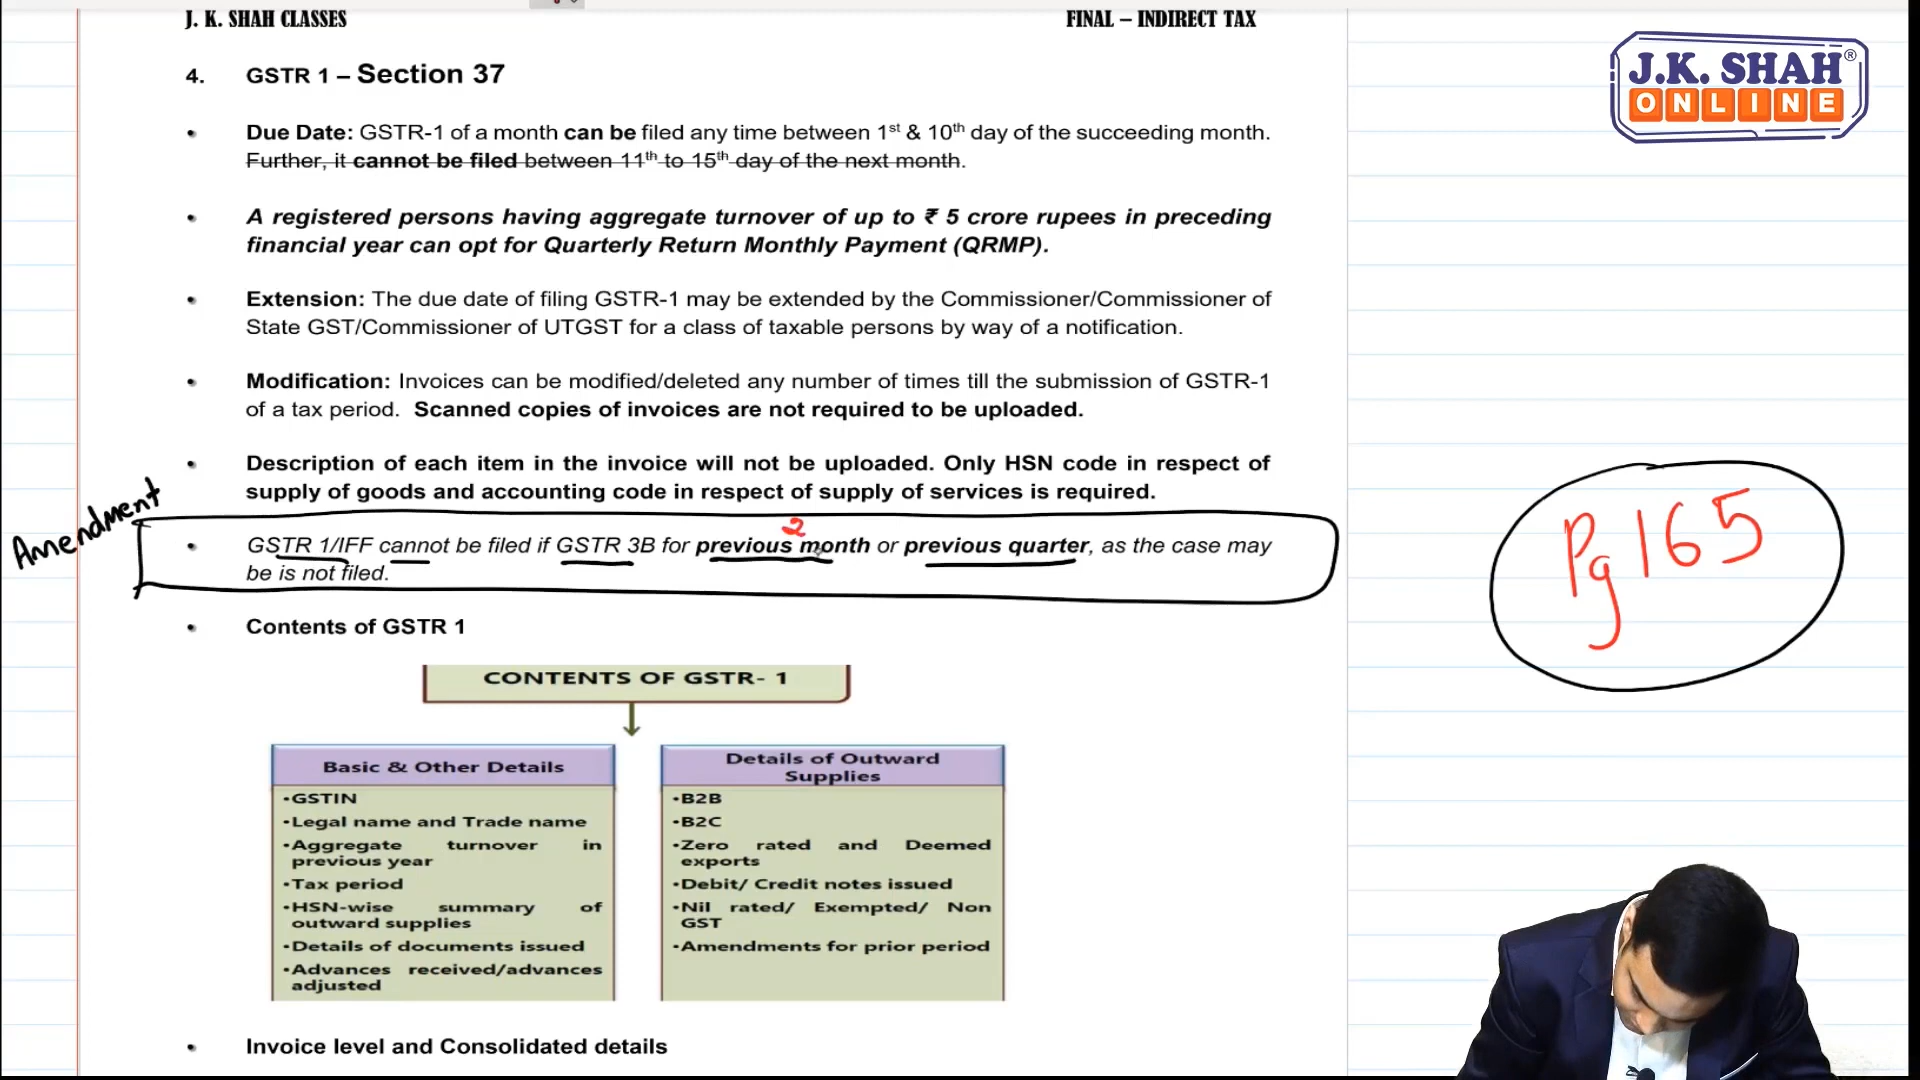 J. K. SHAH CLASSES
FINAL – INDIRECT TAX
J.K. SHAH®
ONLINE
4. GSTR 1 – Section 37
• Due Date: GSTR-1 of a month can be filed any time between 1st & 10th day of the succeeding month.
Further, it cannot be filed between 11th to 15th day of the next month.
• A registered persons having aggregate turnover of up to ₹ 5 crore rupees in preceding
financial year can opt for Quarterly Return Monthly Payment (QRMP).
• Extension: The due date of filing GSTR-1 may be extended by the Commissioner/Commissioner of
State GST/Commissioner of UTGST for a class of taxable persons by way of a notification.
• Modification: Invoices can be modified/deleted any number of times till the submission of GSTR-1
of a tax period. Scanned copies of invoices are not required to be uploaded.
• Description of each item in the invoice will not be uploaded. Only HSN code in respect of
supply of goods and accounting code in respect of supply of services is required.
Amendment
2
• GSTR 1/IFF cannot be filed if GSTR 3B for previous month or previous quarter, as the case may
be is not filed.
Pg 165
• Contents of GSTR 1
CONTENTS OF GSTR- 1
Basic & Other Details
•GSTIN
•Legal name and Trade name
•Aggregate turnover in
previous year
•Tax period
•HSN-wise summary of
outward supplies
•Details of documents issued
•Advances received/advances
adjusted
Details of Outward
Supplies
•B2B
•B2C
•Zero rated and Deemed
exports
•Debit/ Credit notes issued
•Nil rated/ Exempted/ Non
GST
•Amendments for prior period
• Invoice level and Consolidated details